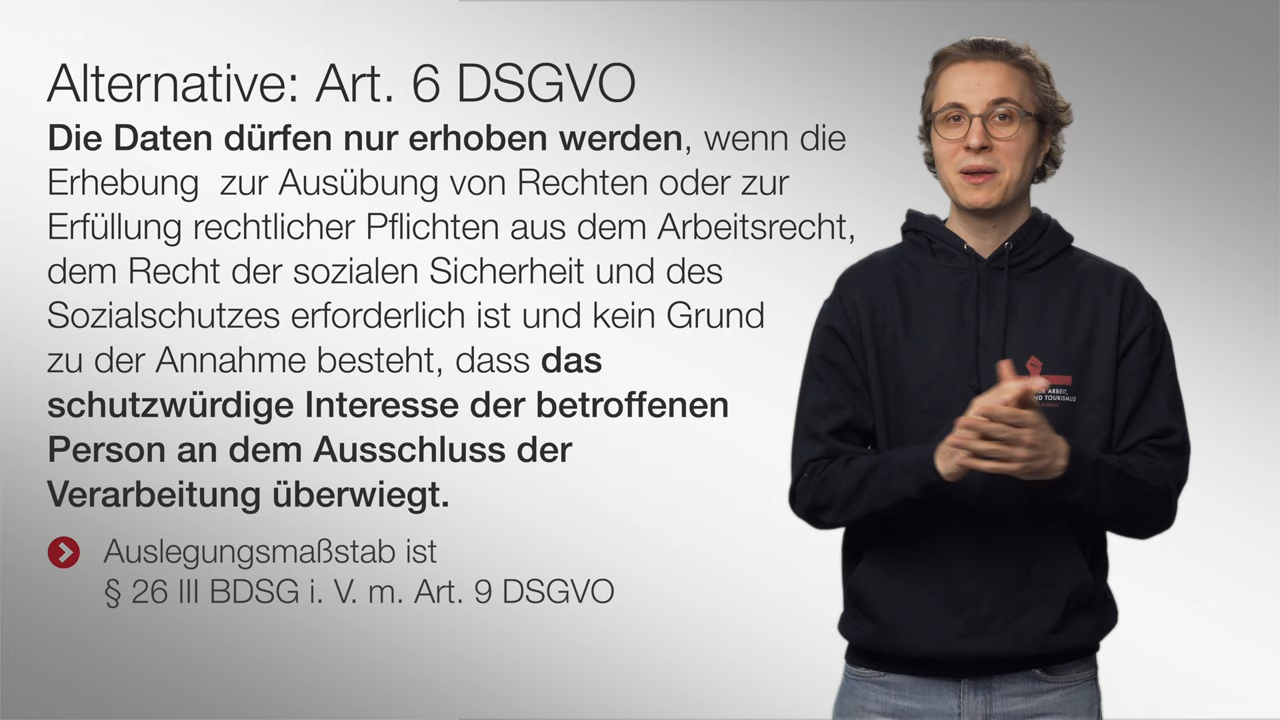 Alternative: Art. 6 DSGVO
Die Daten dürfen nur erhoben werden, wenn die
Erhebung zur Ausübung von Rechten oder zur
Erfüllung rechtlicher Pflichten aus dem Arbeitsrecht,
dem Recht der sozialen Sicherheit und des
Sozialschutzes erforderlich ist und kein Grund
zu der Annahme besteht, dass das
schutzwürdige Interesse der betroffenen
Person an dem Ausschluss der
Verarbeitung überwiegt.
Auslegungsmaßstab ist
§ 26 III BDSG i. V. m. Art. 9 DSGVO
ARBEIT,
TOURISMUS